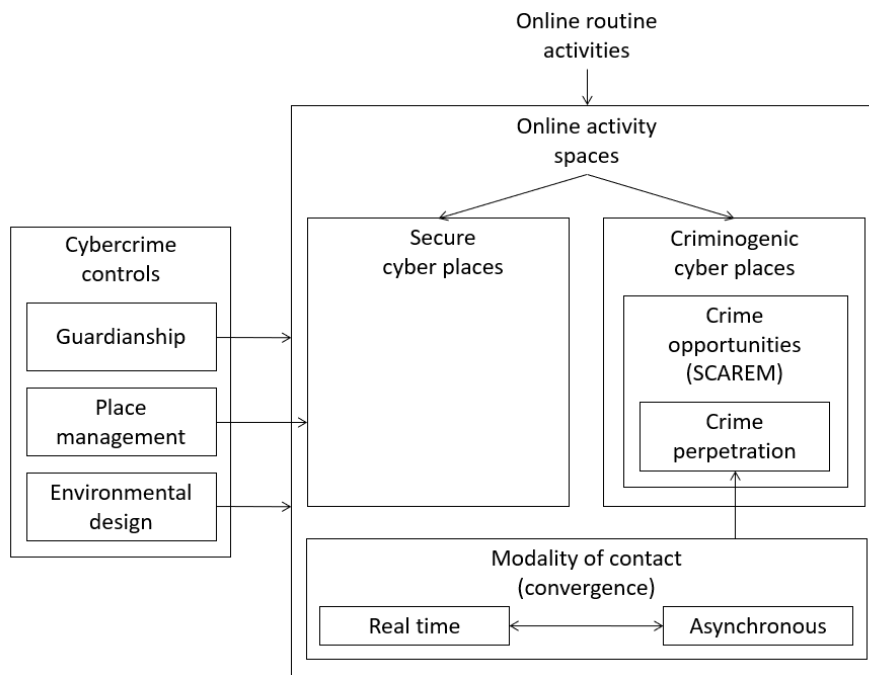 Online routine
activities
Online activity
spaces
Cybercrime
controls
Guardianship
Place
management
Environmental
design
Secure
cyber places
Criminogenic
cyber places
Crime
opportunities
(SCAREM)
Crime
perpetration
Modality of contact
(convergence)
Real time
Asynchronous